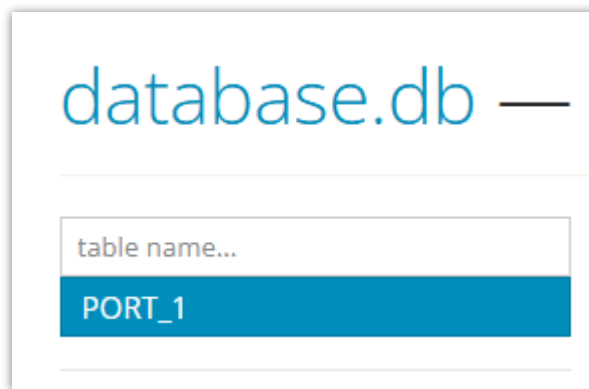 database.db —
table name...
PORT_1